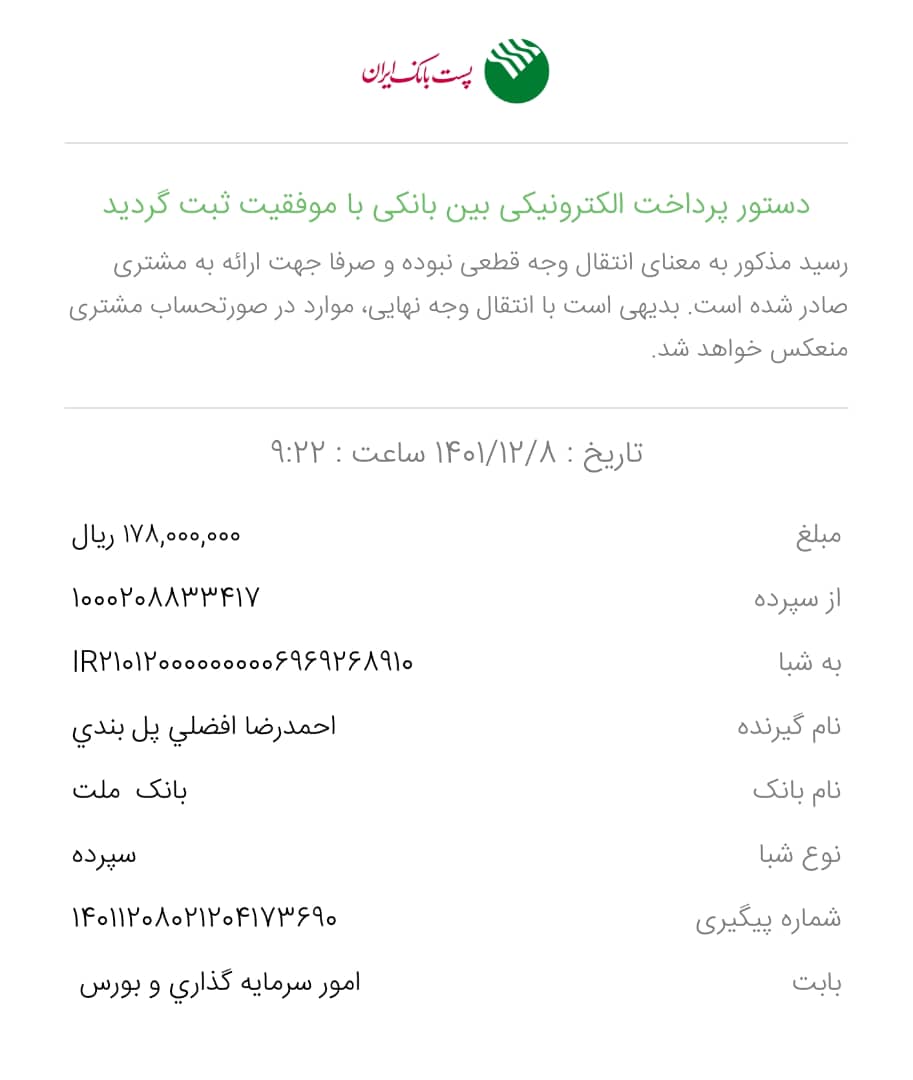 پست بانک ایران
دستور پرداخت الکترونیکی بین بانکی با موفقیت ثبت گردید
رسید مذکور به معنای انتقال وجه قطعی نبوده و صرفا جهت ارائه به مشتری
صادر شده است. بدیهی است با انتقال وجه نهایی، موارد در صورتحساب مشتری
منعکس خواهد شد.
تاریخ : ۱۴۰۱/۱۲/۸ ساعت : ۹:۲۲
مبلغ ۱۷۸,۰۰۰,۰۰۰ ریال
از سپرده ۱۰۰۰۲۰۸۸۳۳۴۱۷
به شبا IR۲۱۰۱۲۰۰۰۰۰۰۰۰۰۶۹۶۹۲۶۸۹۱۰
نام گیرنده احمدرضا افضلي پل بندي
نام بانک بانک ملت
نوع شبا سپرده
شماره پیگیری ۱۴۰۱۱۲۰۸۰۲۱۲۰۴۱۷۳۶۹۰
بابت امور سرمایه گذاري و بورس